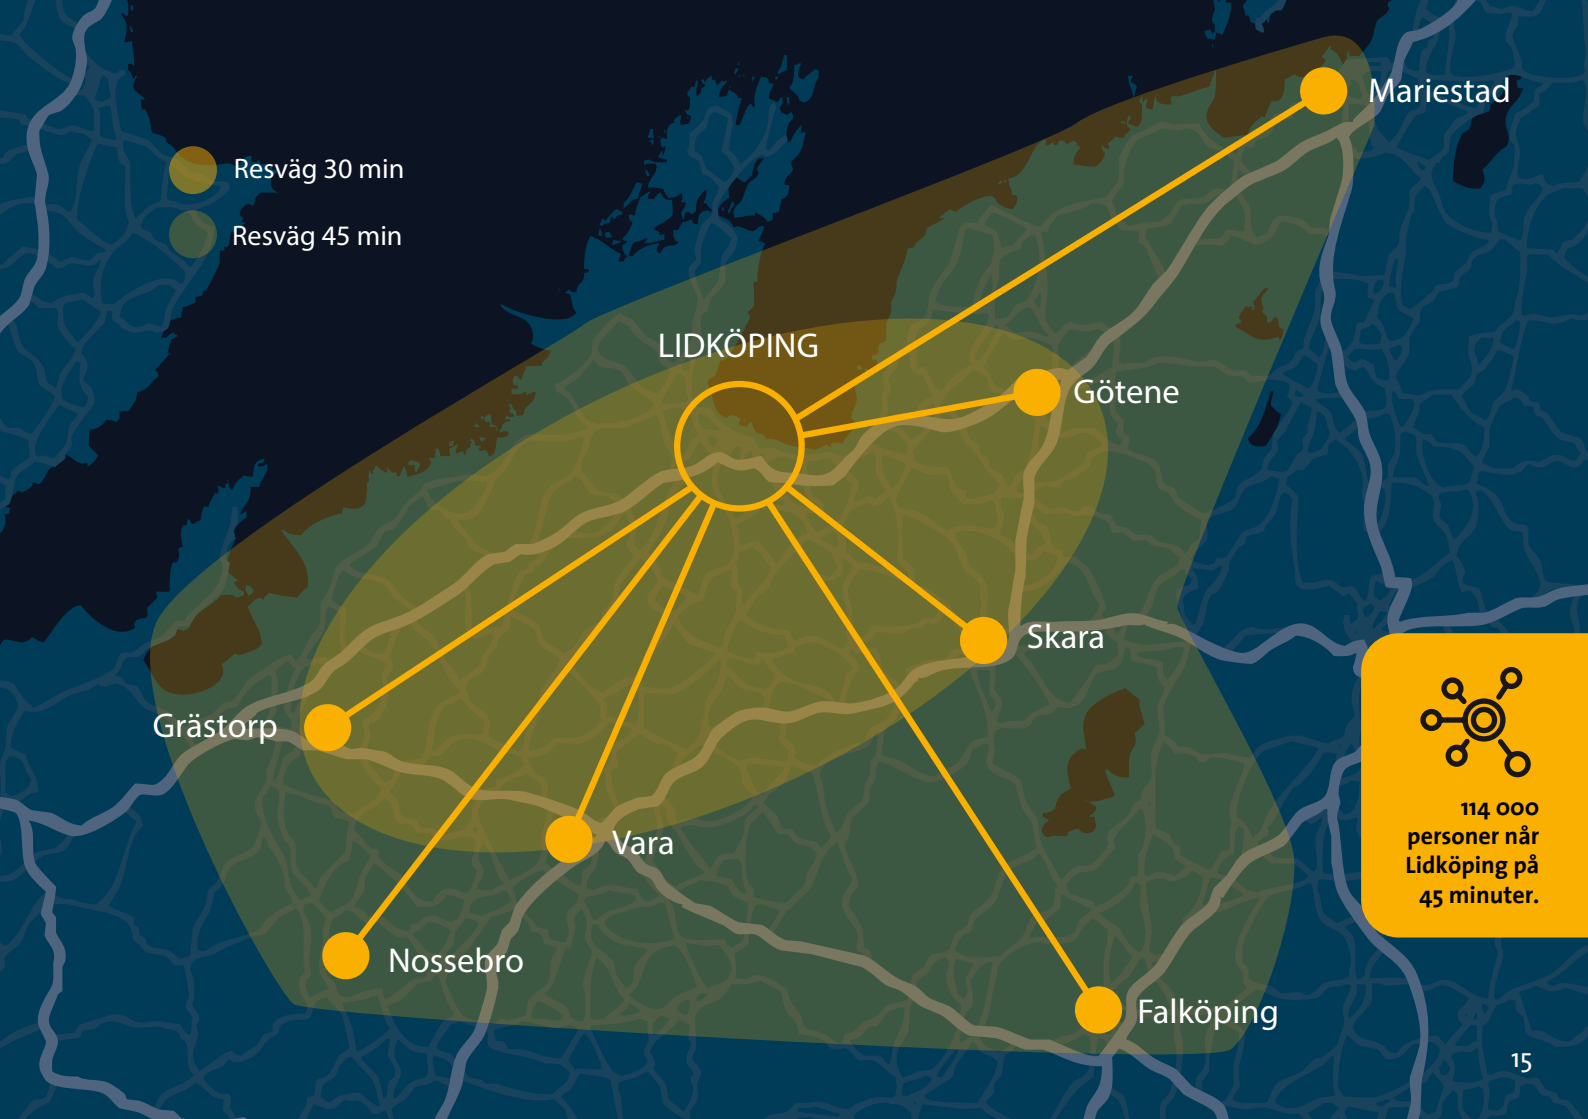 Mariestad
Resväg 30 min
Resväg 45 min
LIDKÖPING
Götene
Skara
Grästorp
Vara
Nossebro
Falköping
114 000
personer når
Lidköping på
45 minuter.
15